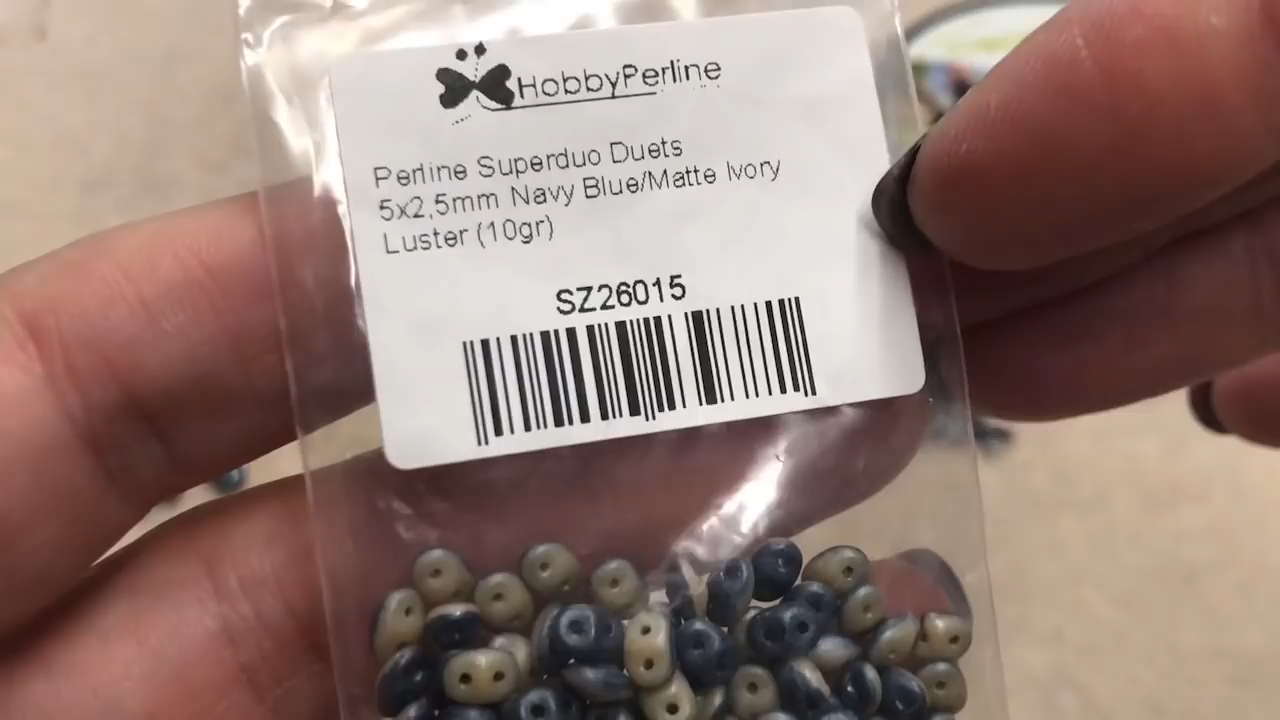 HobbyPerline
Perline Superduo Duets
5x2,5mm Navy Blue/Matte Ivory
Luster (10gr)
SZ26015